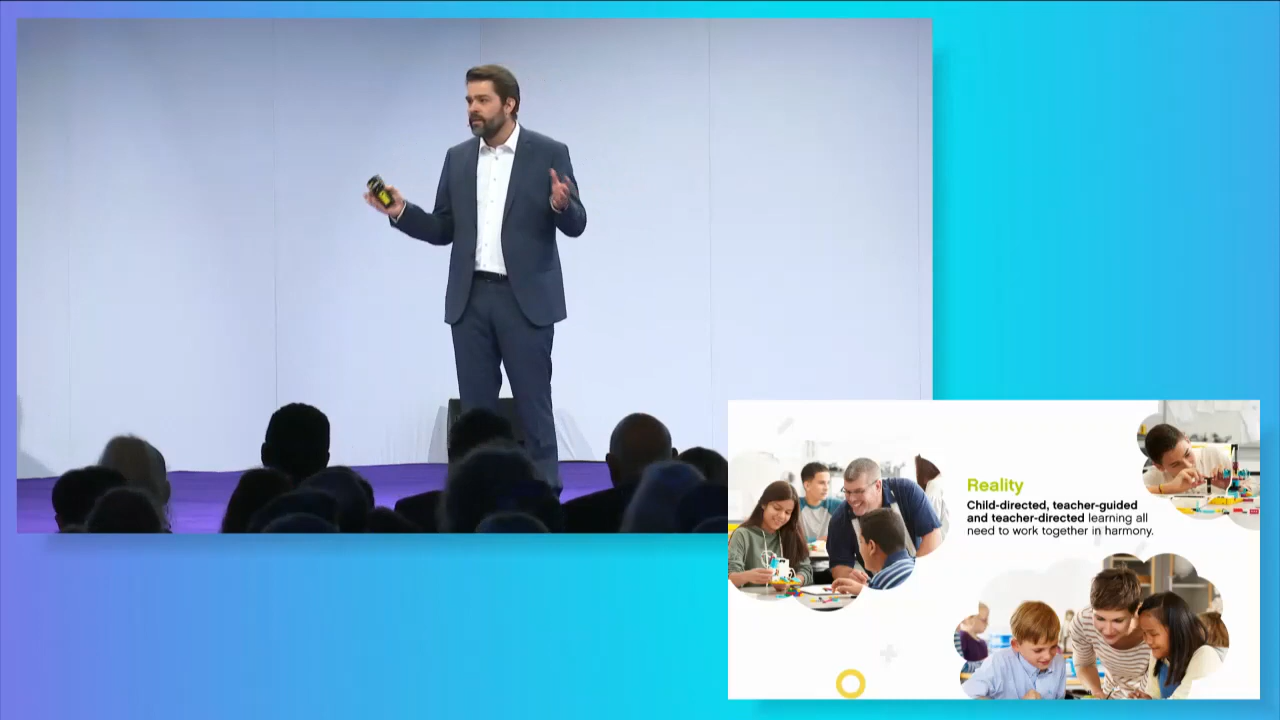 Reality
Child-directed, teacher-guided
and teacher-directed learning all
need to work together in harmony.